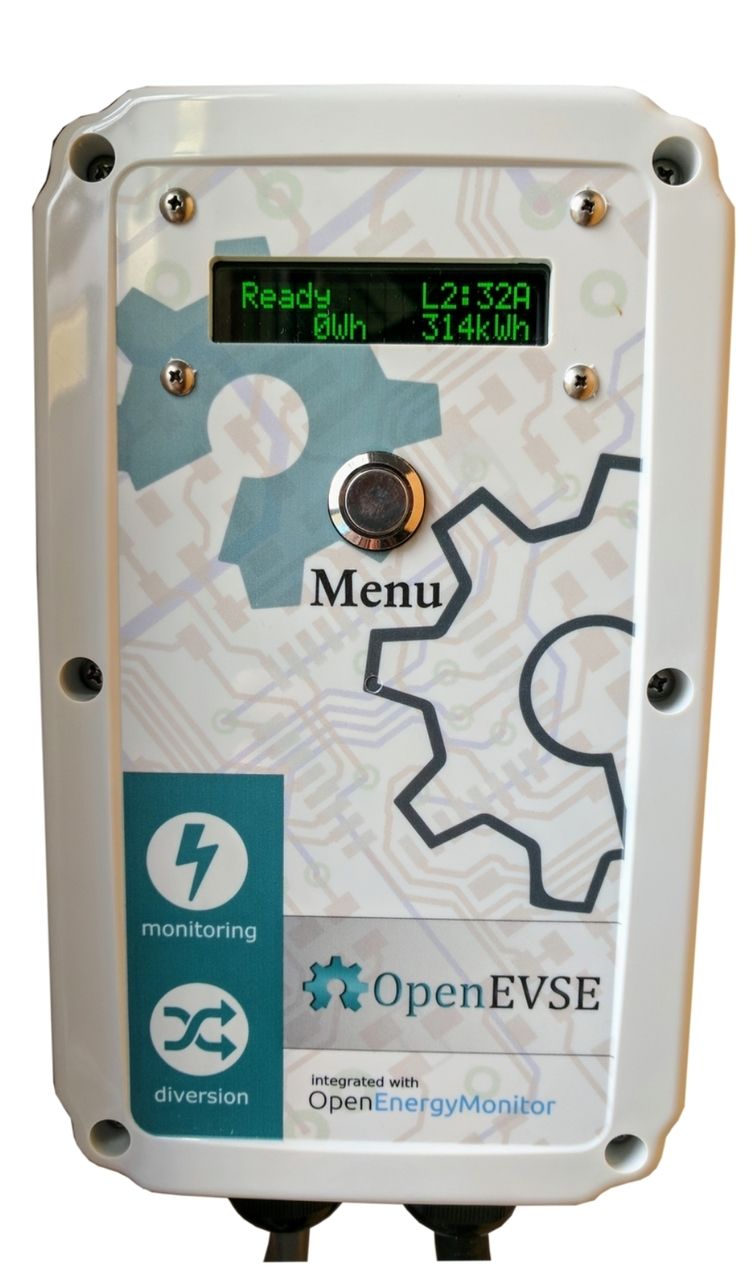 Ready L2:32A
0Wh 314kWh
Menu
monitoring
OpenEVSE
diversion
integrated with
OpenEnergyMonitor